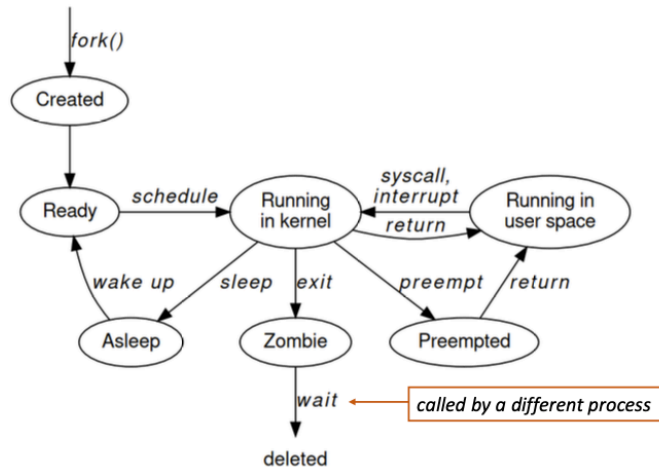 fork()
Created
Ready
schedule
Running
in kernel
syscall,
interrupt
return
Running in
user space
wake up
sleep
exit
preempt
return
Asleep
Zombie
Preempted
wait
called by a different process
deleted